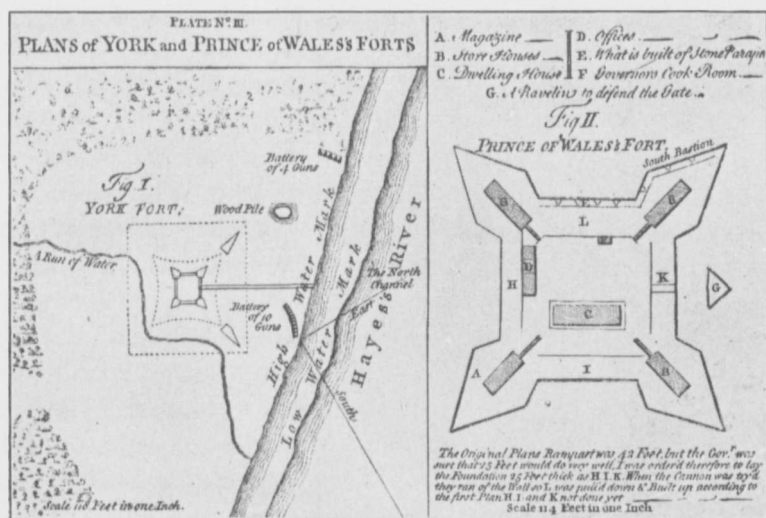 PLATE Nº. III.
PLANS of YORK and PRINCE of WALES's FORTS
Fig. I.
YORK FORT;
Battery
of 4 Guns
Wood Pile
A Run of Water
Battery
of 10
Guns
High Water Mark
Low Water Mark
The North
Channel
East
South
Hayes's River
Scale 110 Feet in one Inch.
A. Magazine
B. Store Houses
C. Dwelling House
D. Offices
E. What is built of Stone Parapit
F Governors Cook Room
G. A Ravelin to defend the Gate
Fig II.
PRINCE OF WALES's FORT,
South Bastion
B
E
B
L
D
H
K
G
C
A
I
B
The Original Plans Rampart was 42 Feet, but the Govr. was
sure that 25 Feet would do very well, I was order'd therefore to lay
the Foundation 25 Feet thick as H I. K. When the Cannon was try'd
they ran of the Wall so L was pull'd down & Built up according to
the first Plan H. I. and K not done yet
Scale 114 Feet in one Inch